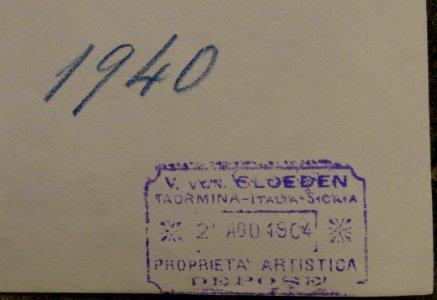 1940
V. VON. GLOEDEN
TAORMINA-ITALIA-SICILIA
2 AGO 1904
PROPRIETA' ARTISTICA
DEPOSE'